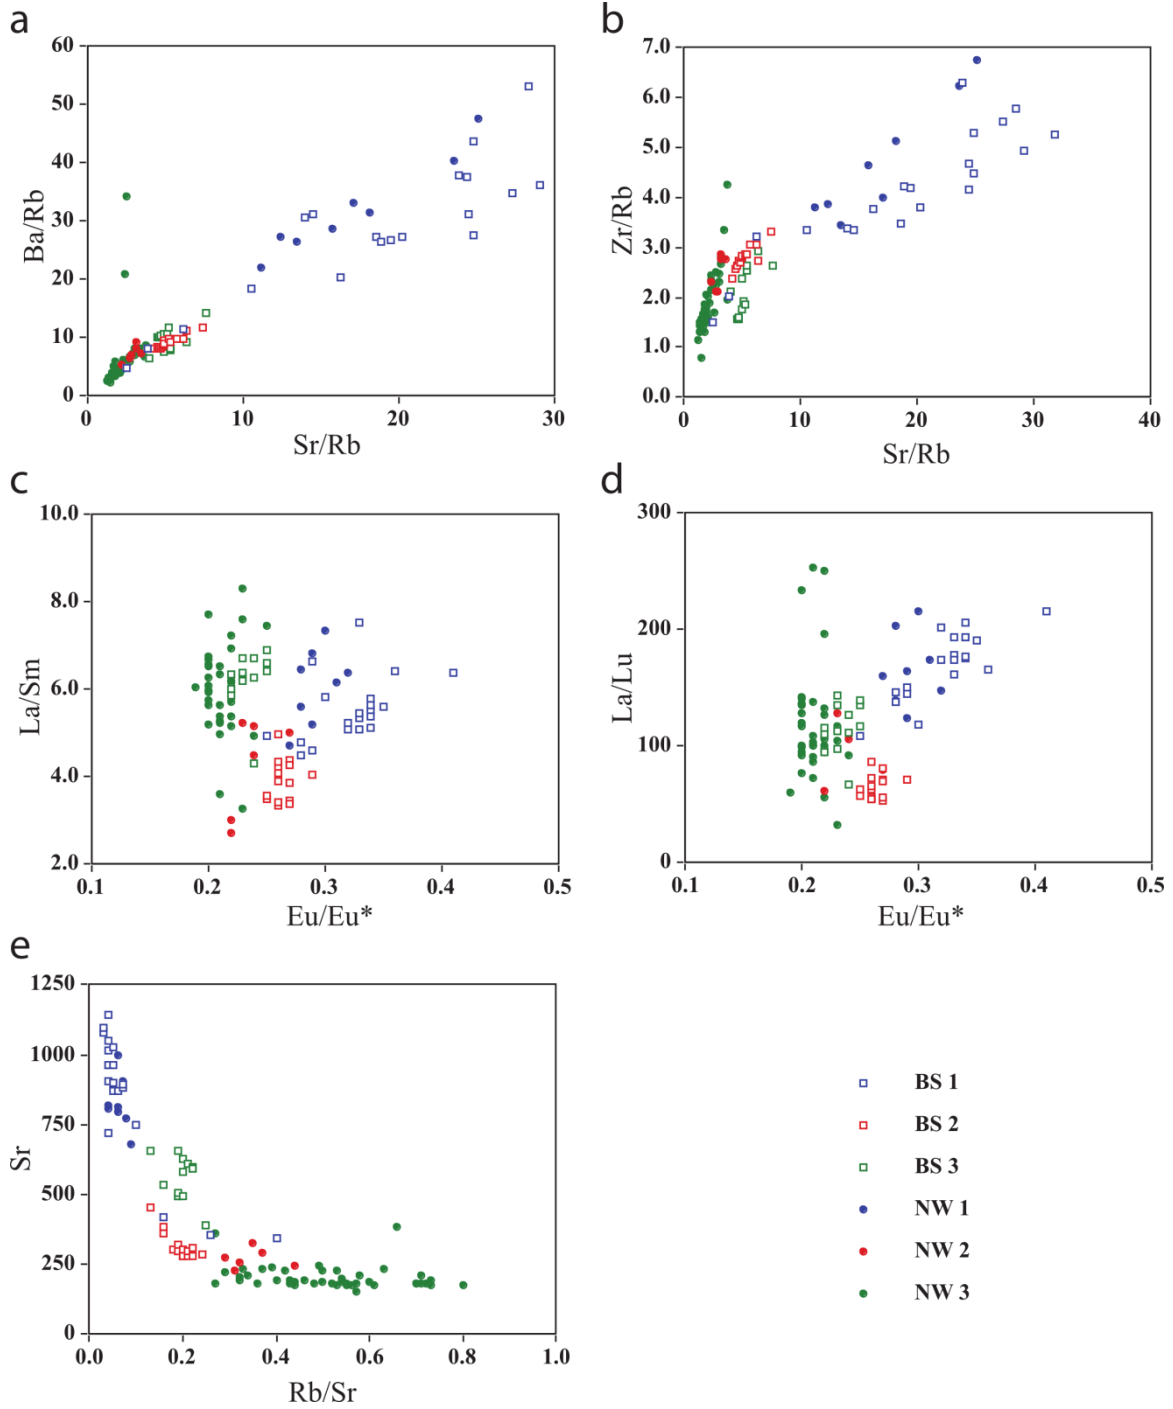 a
60
50
40
30
20
10
0
Ba/Rb
0 10 20 30
Sr/Rb
b
7.0
6.0
5.0
4.0
3.0
2.0
1.0
0.0
Zr/Rb
0 10 20 30 40
Sr/Rb
c
10.0
8.0
6.0
4.0
2.0
La/Sm
0.1 0.2 0.3 0.4 0.5
Eu/Eu*
d
300
200
100
0
La/Lu
0.1 0.2 0.3 0.4 0.5
Eu/Eu*
e
1250
1000
750
500
250
0
Sr
0.0 0.2 0.4 0.6 0.8 1.0
Rb/Sr
BS 1
BS 2
BS 3
NW 1
NW 2
NW 3